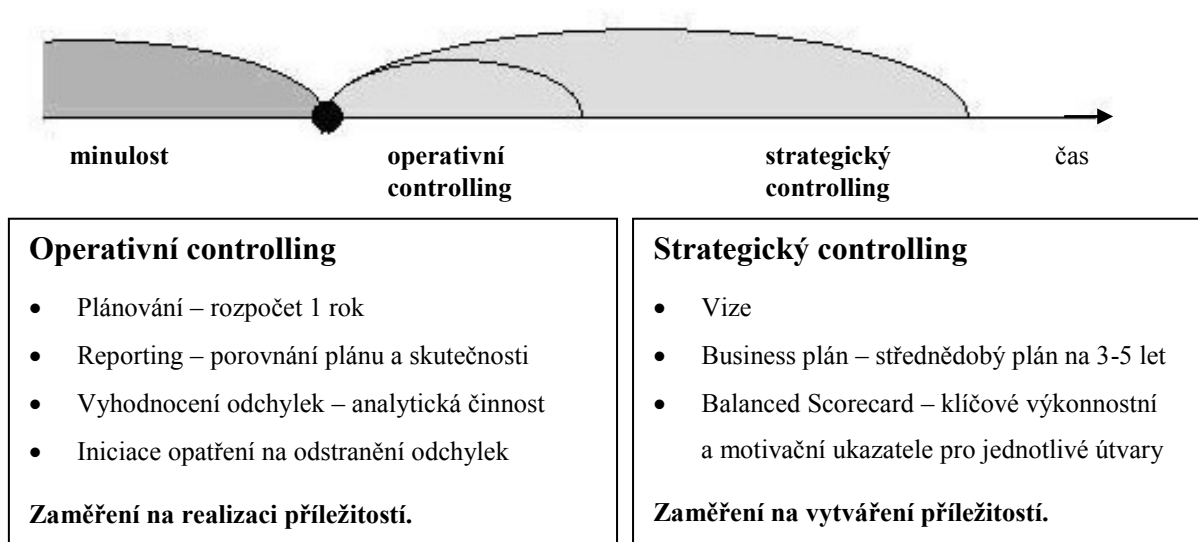 minulost
operativní
controlling
strategický
controlling
čas
Operativní controlling
• Plánování – rozpočet 1 rok
• Reporting – porovnání plánu a skutečnosti
• Vyhodnocení odchylek – analytická činnost
• Iniciace opatření na odstranění odchylek
Zaměření na realizaci příležitostí.
Strategický controlling
• Vize
• Business plán – střednědobý plán na 3-5 let
• Balanced Scorecard – klíčové výkonnostní
a motivační ukazatele pro jednotlivé útvary
Zaměření na vytváření příležitostí.